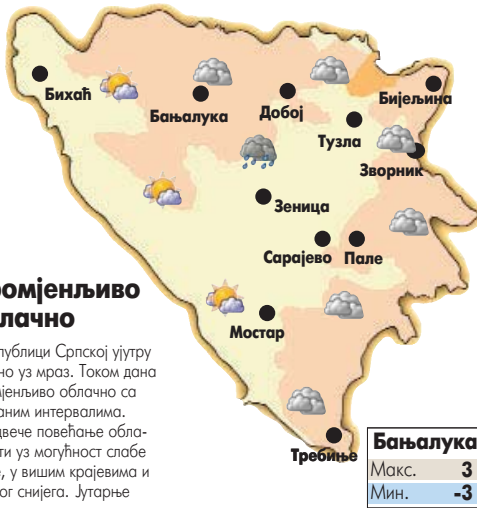 Бихаћ
Бањалука
Добој
Бијељина
Тузла
Зворник
Зеница
Сарајево Пале
Мостар
Требиње
ромјенљиво
лачно
публици Српској ујутру
но уз мраз. Током дана
мјенљиво облачно са
аним интервалима.
двече повећање обла-
ти уз могућност слабе
е, у вишим крајевима и
ог снијега. Јутарње
Бањалука
Макс. 3
Мин. -3